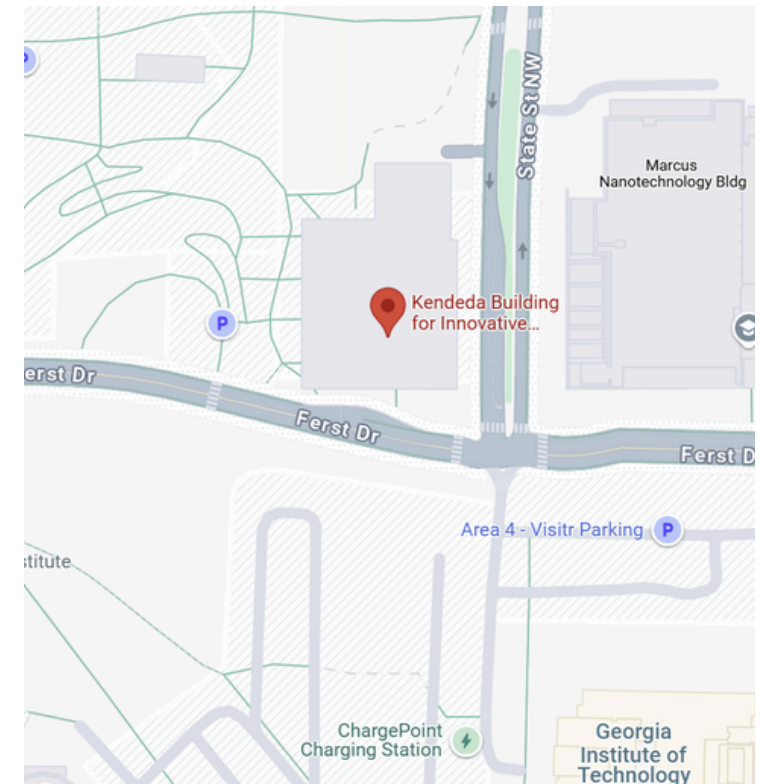 P
State St NW
Marcus
Nanotechnology Bldg
Kendeda Building
for Innovative...
P
erst Dr
Ferst Dr
Ferst D
Area 4 - Visitr Parking P
stitute
ChargePoint
Charging Station
Georgia
Institute of
Technology